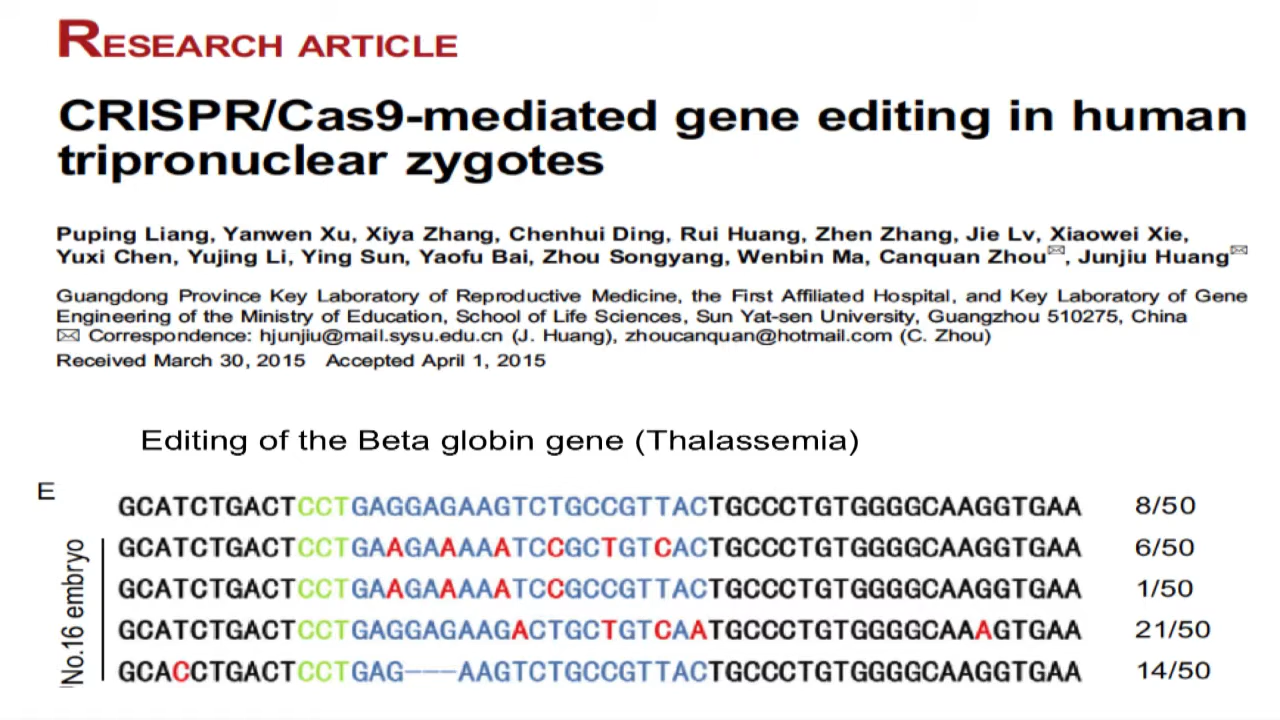 RESEARCH ARTICLE
CRISPR/Cas9-mediated gene editing in human
tripronuclear zygotes
Puping Liang, Yanwen Xu, Xiya Zhang, Chenhui Ding, Rui Huang, Zhen Zhang, Jie Lv, Xiaowei Xie,
Yuxi Chen, Yujing Li, Ying Sun, Yaofu Bai, Zhou Songyang, Wenbin Ma, Canquan Zhou✉, Junjiu Huang✉
Guangdong Province Key Laboratory of Reproductive Medicine, the First Affiliated Hospital, and Key Laboratory of Gene
Engineering of the Ministry of Education, School of Life Sciences, Sun Yat-sen University, Guangzhou 510275, China
✉ Correspondence: hjunjiu@mail.sysu.edu.cn (J. Huang), zhoucanquan@hotmail.com (C. Zhou)
Received March 30, 2015 Accepted April 1, 2015
Editing of the Beta globin gene (Thalassemia)
E
GCATCTGACTCCTGAGGAGAAGTCTGCCGTTACTGCCCTGTGGGGCAAGGTGAA 8/50
GCATCTGACTCCTGAAGAAAAATCCGCTGTCACTGCCCTGTGGGGCAAGGTGAA 6/50
GCATCTGACTCCTGAAGAAAAATCCGCCGTTACTGCCCTGTGGGGCAAGGTGAA 1/50
GCATCTGACTCCTGAGGAGAAGACTGCTGTCAATGCCCTGTGGGGCAAAGTGAA 21/50
GCACCTGACTCCTGAG---AAGTCTGCCGTTACTGCCCTGTGGGGCAAGGTGAA 14/50
No.16 embryo